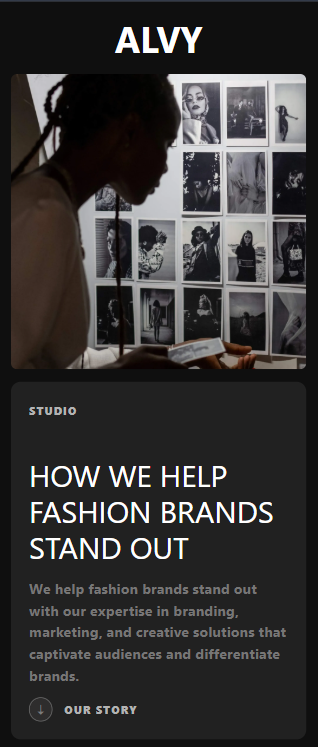 ALVY
STUDIO
HOW WE HELP
FASHION BRANDS
STAND OUT
We help fashion brands stand out
with our expertise in branding,
marketing, and creative solutions that
captivate audiences and differentiate
brands.
OUR STORY